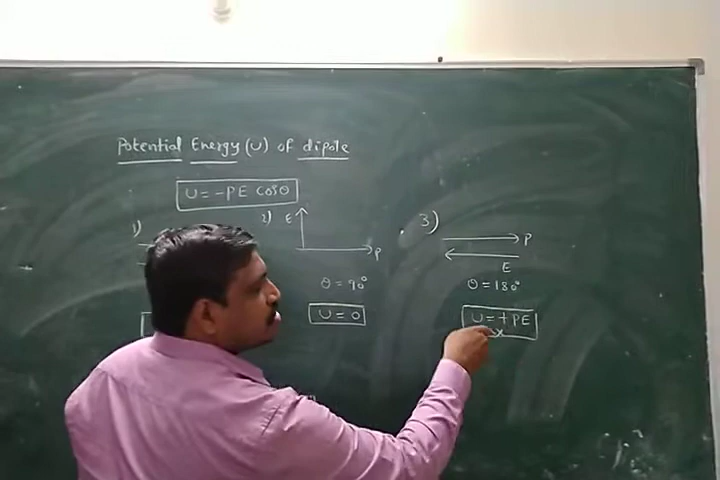 Potential Energy (U) of dipole
U = -PE cosθ
1)
2) E
P
θ = 90°
U = 0
3)
P
E
θ = 180°
U = + PE